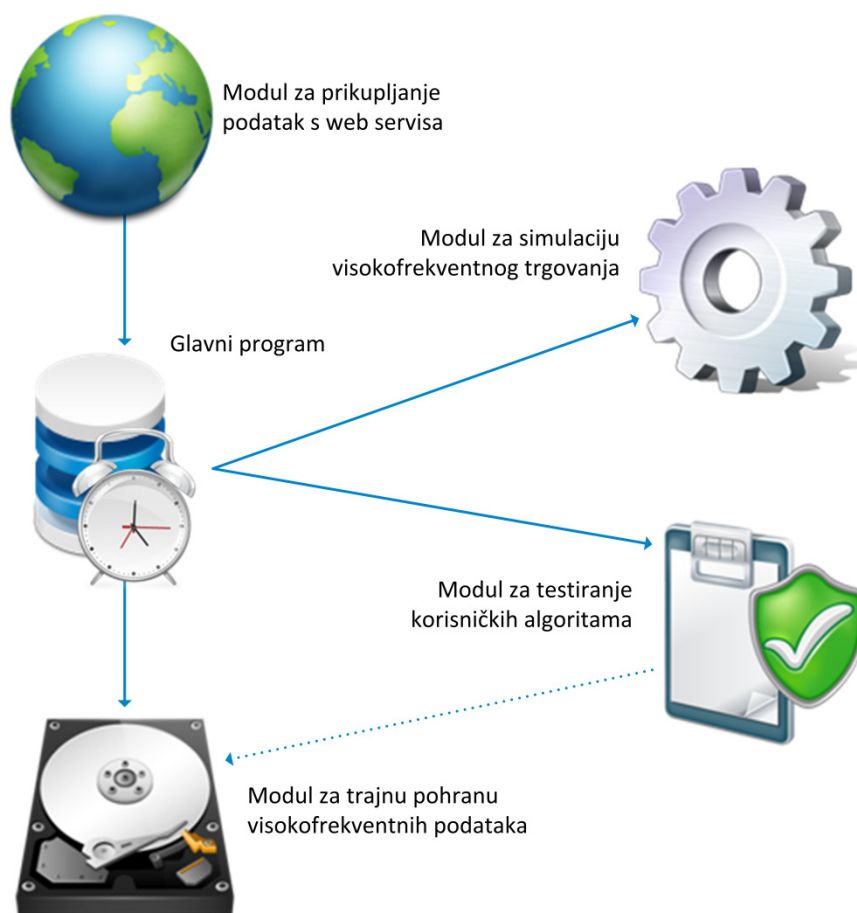 Modul za prikupljanje
podatak s web servisa
Modul za simulaciju
visokofrekventnog trgovanja
Glavni program
Modul za testiranje
korisničkih algoritama
Modul za trajnu pohranu
visokofrekventnih podataka